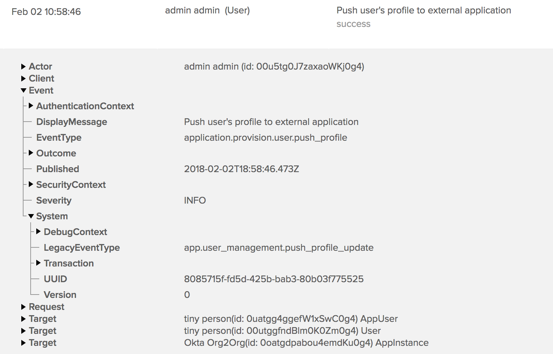 Feb 02 10:58:46 admin admin (User) Push user's profile to external application
success
Actor admin admin (id: 00u5tg0J7zaxaoWKj0g4)
Client
Event
AuthenticationContext
DisplayMessage Push user's profile to external application
EventType application.provision.user.push_profile
Outcome
Published 2018-02-02T18:58:46.473Z
SecurityContext
Severity INFO
System
DebugContext
LegacyEventType app.user_management.push_profile_update
Transaction
UUID 8085715f-fd5d-425b-bab3-80b03f775525
Version 0
Request
Target tiny person(id: 0uatgg4ggefW1xSwC0g4) AppUser
Target tiny person(id: 00utggfndBlm0K0Zm0g4) User
Target Okta Org2Org(id: 0oatgdpabou4emdKu0g4) AppInstance